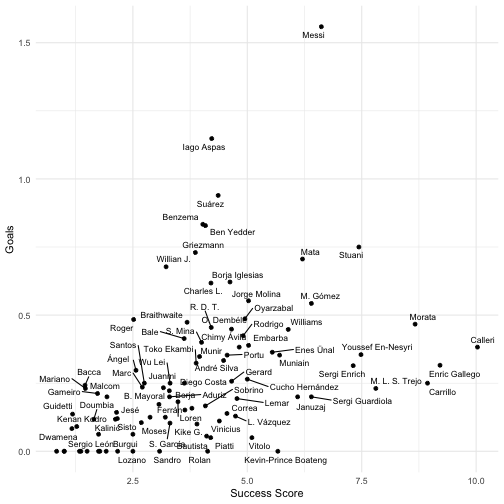 Messi
1.5
Iago Aspas
1.0
Suárez
Benzema
Ben Yedder
Griezmann
Mata
Stuani
Willian J.
Borja Iglesias
Charles L.
Jorge Molina
M. Gómez
R. D. T.
Oyarzabal
Braithwaite
O. Dembélé
Morata
Roger
0.5
Bale
S. Mina
Rodrigo
Williams
Chimy Ávila
Embarba
Calleri
Santos
Toko Ekambi
Munir
Enes Ünal
Youssef En-Nesyri
Portu
Ángel
Wu Lei
Muniain
André Silva
Gerard
Sergi Enrich
Enric Gallego
Bacca
Marc
Juanmi
Mariano
Malcom
Diego Costa
Cucho Hernández
M. L. S. Trejo
Gameiro
B. Mayoral
Borja
Aduriz
Sobrino
Carrillo
Lemar
Januzaj
Sergi Guardiola
Guidetti
Doumbia
José
Ferrán
Correa
Kenan Kodro
Loren
L. Vázquez
Kalinić
Sisto
Moses
Kike G.
Vinicius
Dwamena
Sergio León
Burgui
S. García
Bautista
Piatti
Vitolo
0.0
Lozano
Sandro
Rolan
Kevin-Prince Boateng
2.5
5.0
7.5
10.0
Success Score
Goals